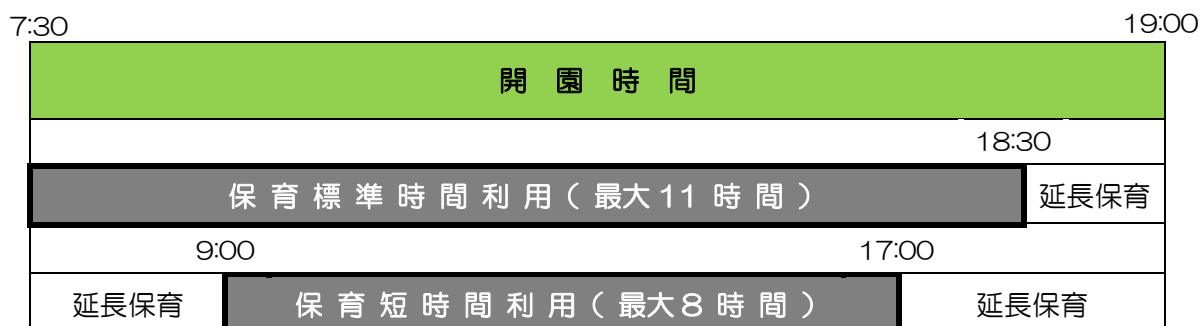 7:30 19:00
開 園 時 間
18:30
保 育 標 準 時 間 利 用 ( 最大 11 時 間 ) 延長保育
9:00 17:00
延長保育 保 育 短 時 間 利 用 ( 最大 8 時 間 ) 延長保育